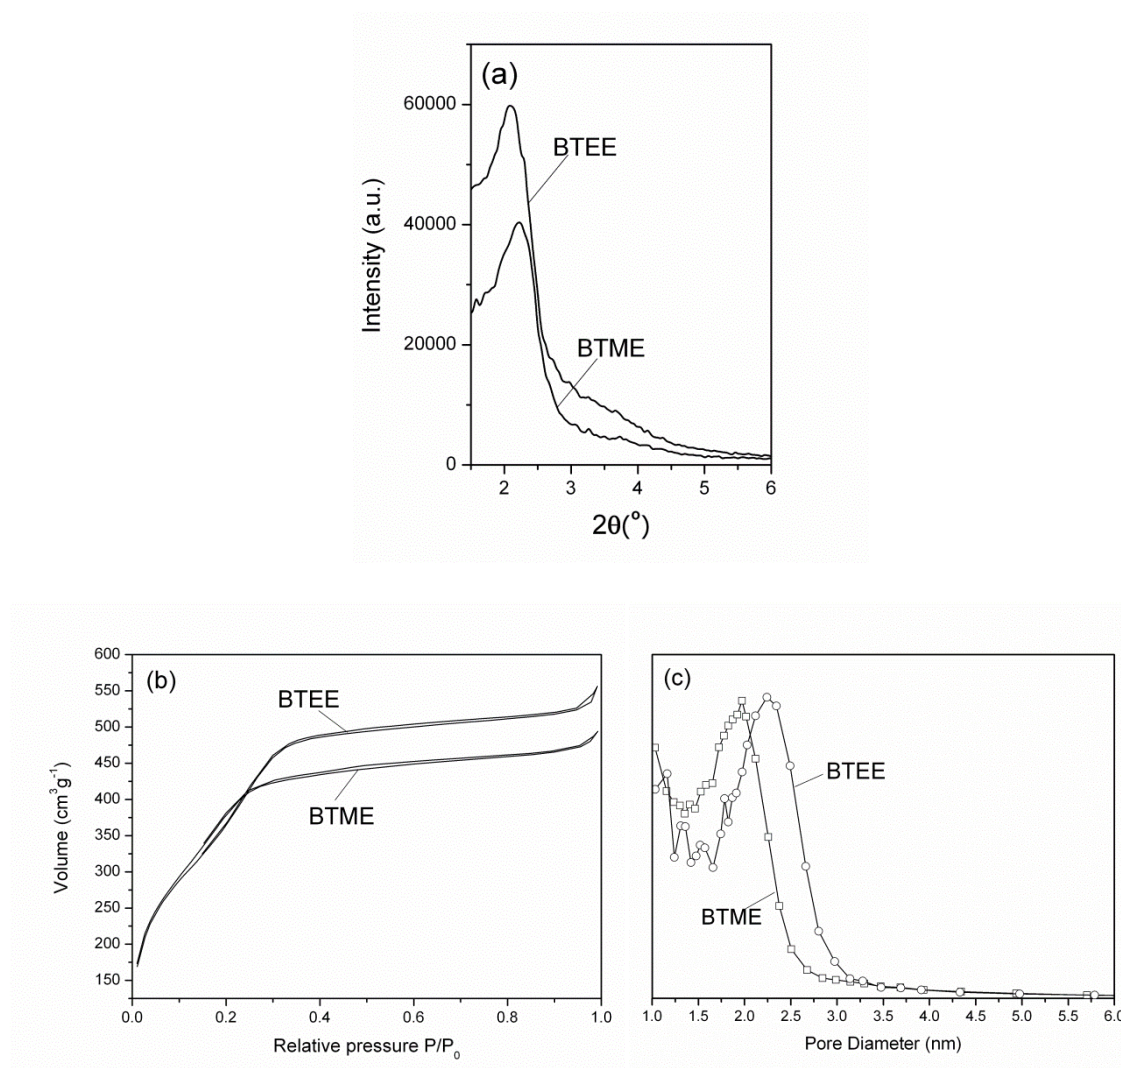 (a)
60000
BTEE
40000
BTME
20000
0
2 3 4 5 6
2θ(°)
Intensity (a.u.)
(b)
600
550
BTEE
500
450
400
BTME
350
300
250
200
150
0.0 0.2 0.4 0.6 0.8 1.0
Relative pressure P/P₀
Volume (cm³g⁻¹)
(c)
BTEE
BTME
1.0 1.5 2.0 2.5 3.0 3.5 4.0 4.5 5.0 5.5 6.0
Pore Diameter (nm)